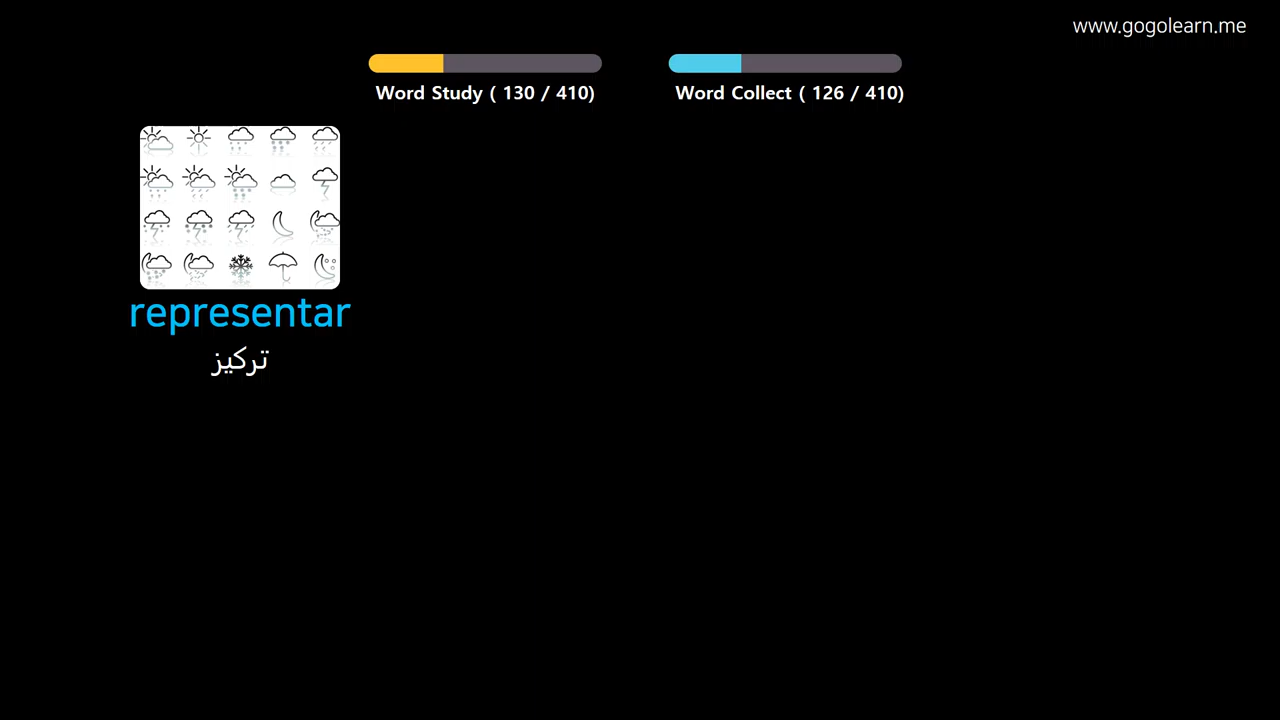 www.gogolearn.me
Word Study ( 130 / 410)
Word Collect ( 126 / 410)
representar
تركيز